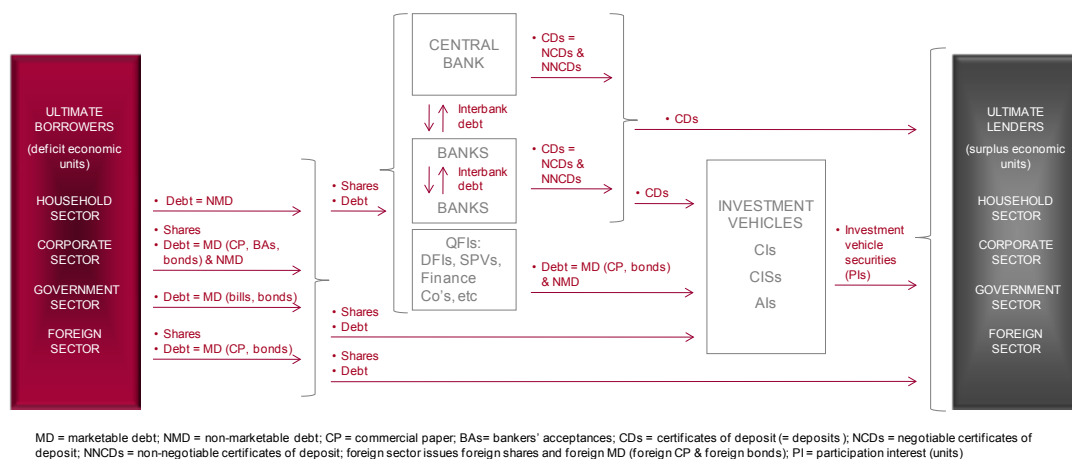 ULTIMATE
BORROWERS
(deficit economic
units)
HOUSEHOLD
SECTOR
CORPORATE
SECTOR
GOVERNMENT
SECTOR
FOREIGN
SECTOR
• Debt = NMD
• Shares
• Debt = MD (CP, BAs,
bonds) & NMD
• Debt = MD (bills, bonds)
• Shares
• Debt = MD (CP, bonds)
• Shares
• Debt
CENTRAL
BANK
Interbank
debt
BANKS
Interbank
debt
BANKS
QFIs:
DFIs, SPVs,
Finance
Co's, etc
• CDs =
NCDs &
NNCDs
• CDs =
NCDs &
NNCDs
• Debt = MD (CP, bonds)
& NMD
• Shares
• Debt
• Shares
• Debt
• CDs
• CDs
INVESTMENT
VEHICLES
CIs
CISs
AIs
• Investment
vehicle
securities
(PIs)
ULTIMATE
LENDERS
(surplus economic
units)
HOUSEHOLD
SECTOR
CORPORATE
SECTOR
GOVERNMENT
SECTOR
FOREIGN
SECTOR
MD = marketable debt; NMD = non-marketable debt; CP = commercial paper; BAs= bankers' acceptances; CDs = certificates of deposit (= deposits ); NCDs = negotiable certificates of
deposit; NNCDs = non-negotiable certificates of deposit; foreign sector issues foreign shares and foreign MD (foreign CP & foreign bonds); PI = participation interest (units)